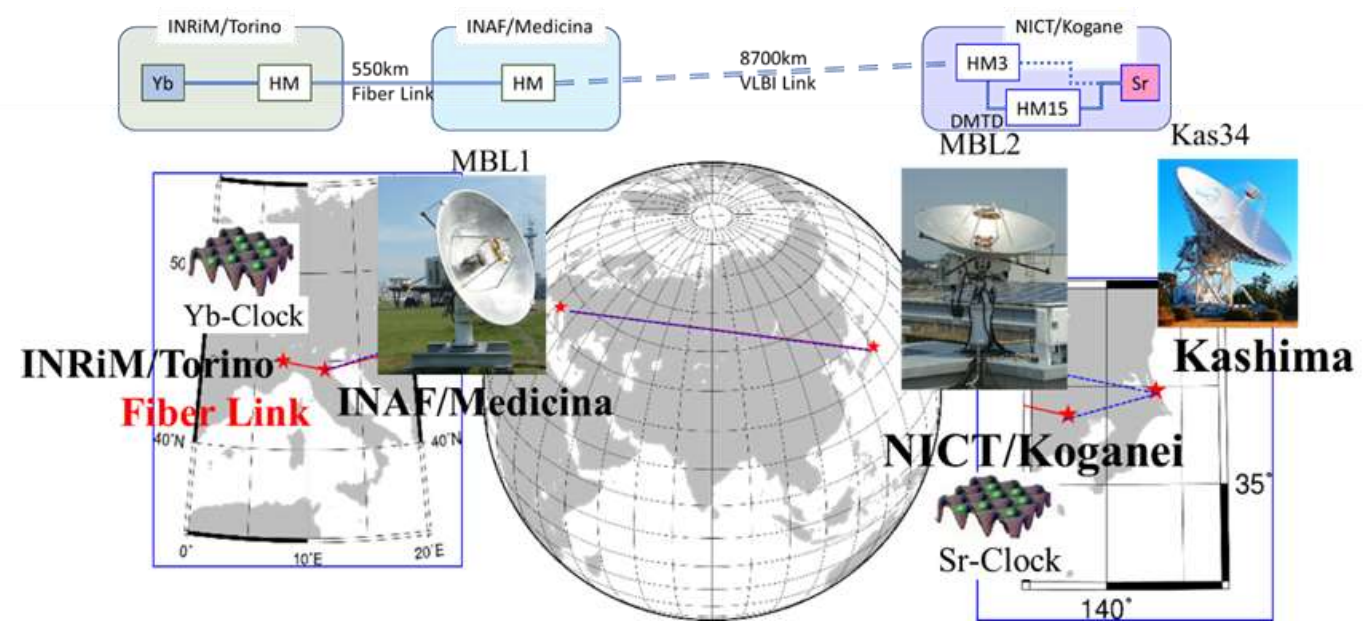 INRiM/Torino
INAF/Medicina
NICT/Kogane
Yb
HM
550km
Fiber Link
HM
8700km
VLBI Link
HM3
HM15
Sr
DMTD
MBL1
MBL2
Kas34
50
Yb-Clock
INRiM/Torino
Fiber Link
INAF/Medicina
40°N
40°N
0°
10°E
20°E
Kashima
NICT/Koganei
Sr-Clock
35°
140°